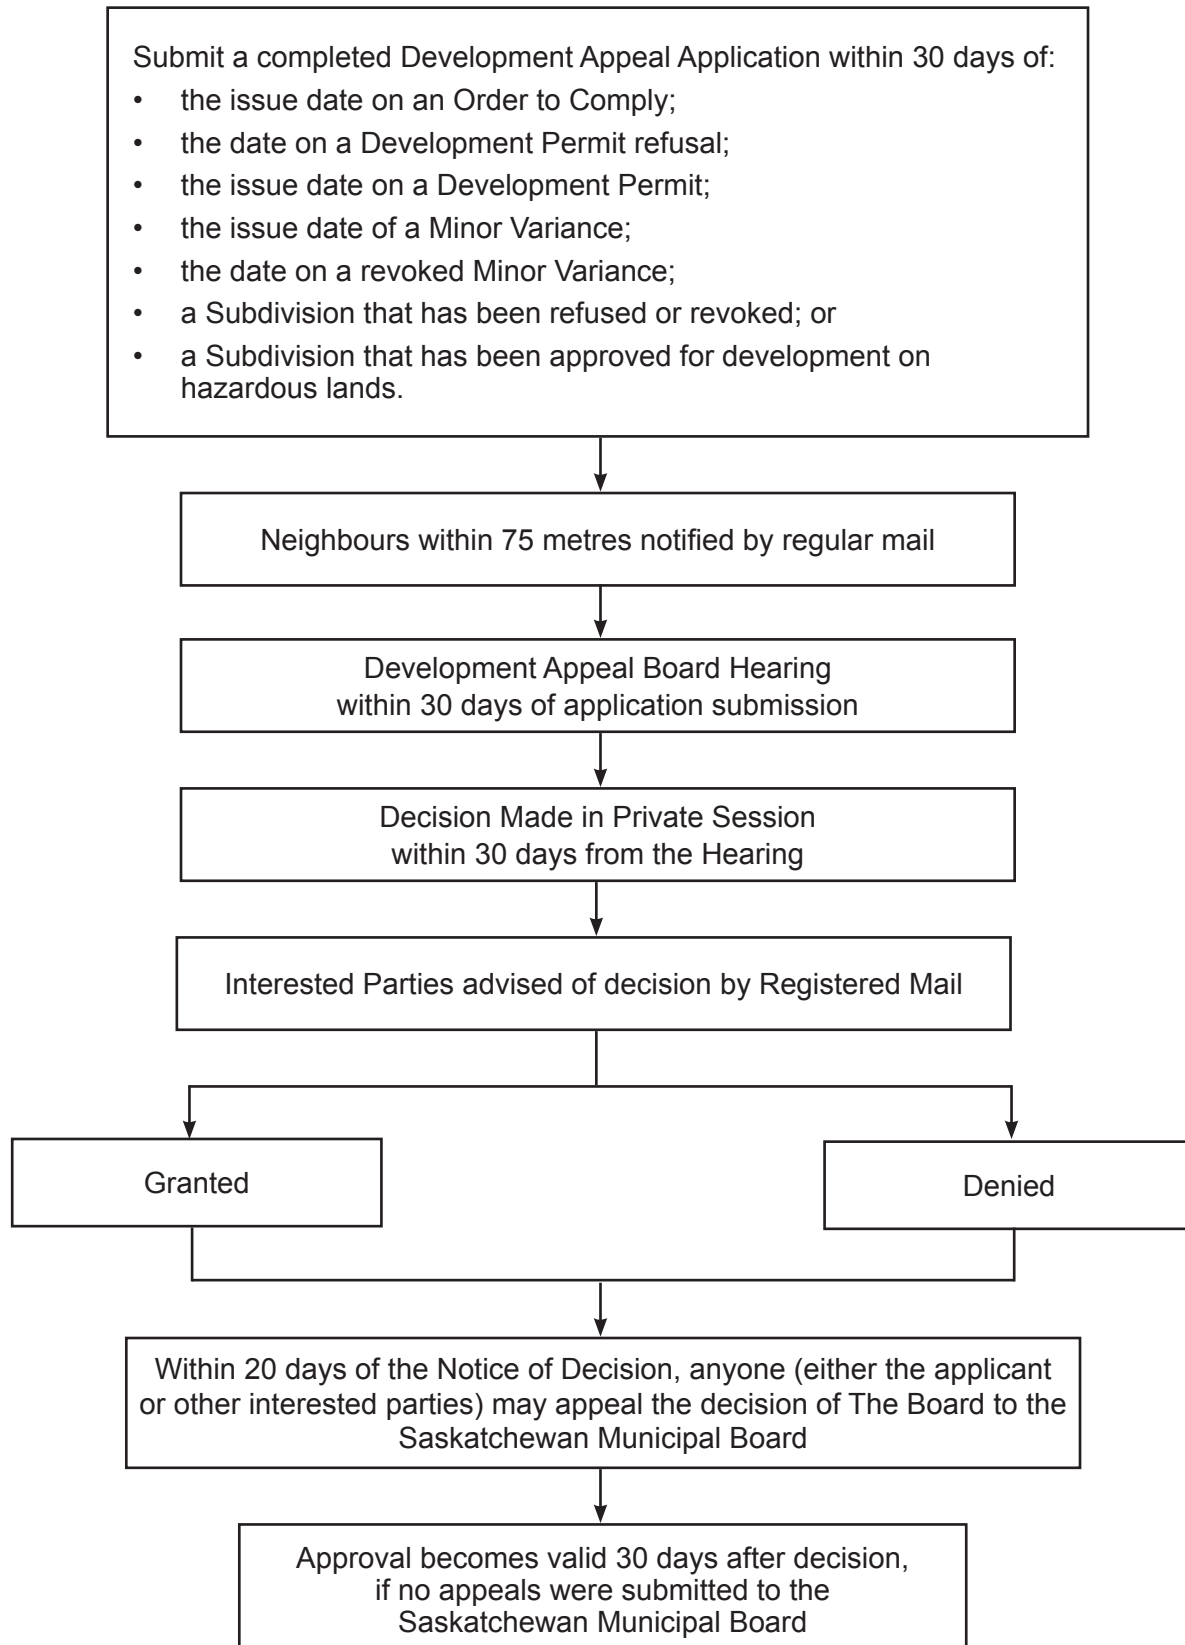 Submit a completed Development Appeal Application within 30 days of:
• the issue date on an Order to Comply;
• the date on a Development Permit refusal;
• the issue date on a Development Permit;
• the issue date of a Minor Variance;
• the date on a revoked Minor Variance;
• a Subdivision that has been refused or revoked; or
• a Subdivision that has been approved for development on
hazardous lands.
Neighbours within 75 metres notified by regular mail
Development Appeal Board Hearing
within 30 days of application submission
Decision Made in Private Session
within 30 days from the Hearing
Interested Parties advised of decision by Registered Mail
Granted
Denied
Within 20 days of the Notice of Decision, anyone (either the applicant
or other interested parties) may appeal the decision of The Board to the
Saskatchewan Municipal Board
Approval becomes valid 30 days after decision,
if no appeals were submitted to the
Saskatchewan Municipal Board